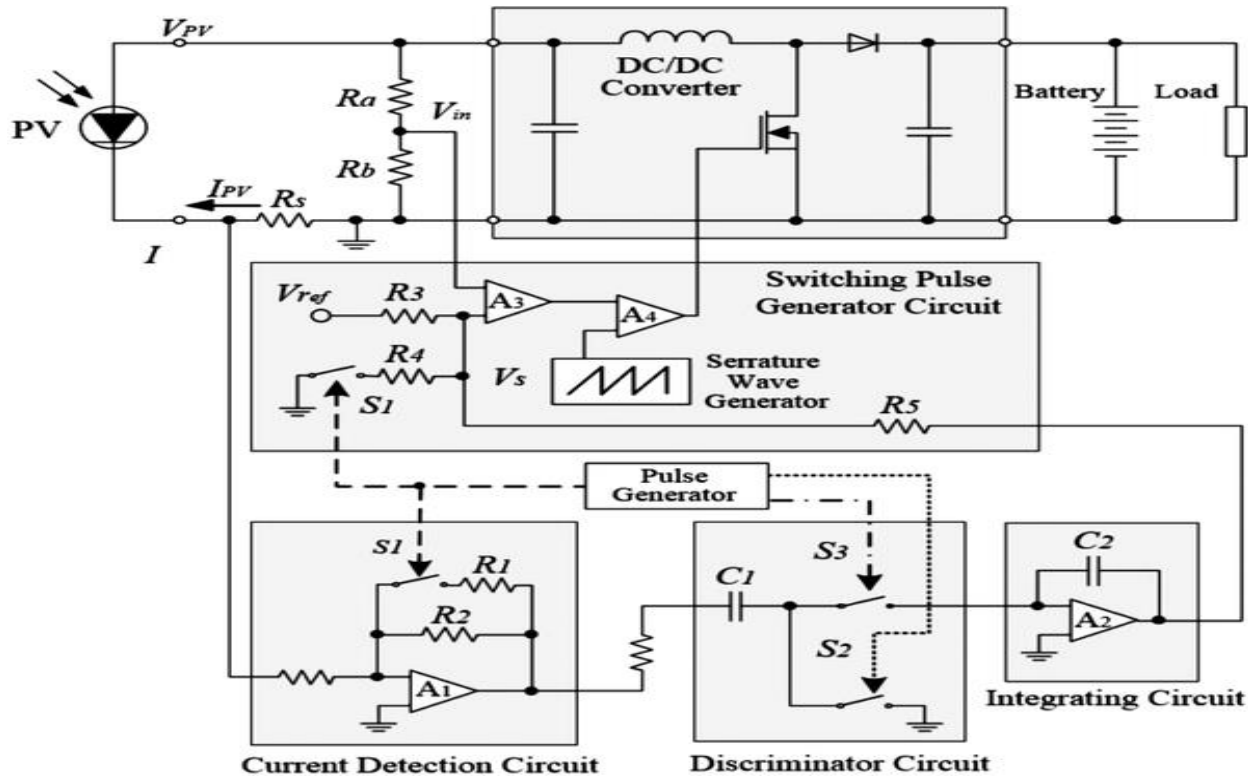 VPV
Ra
Vin
DC/DC
Converter
Battery
Load
PV
Rb
IPV
Rs
I
Switching Pulse
Generator Circuit
Vref
R3
A3
A4
R4
S1
Vs
Serrature
Wave
Generator
R5
Pulse
Generator
S1
R1
R2
A1
C1
S3
S2
C2
A2
Integrating Circuit
Current Detection Circuit
Discriminator Circuit